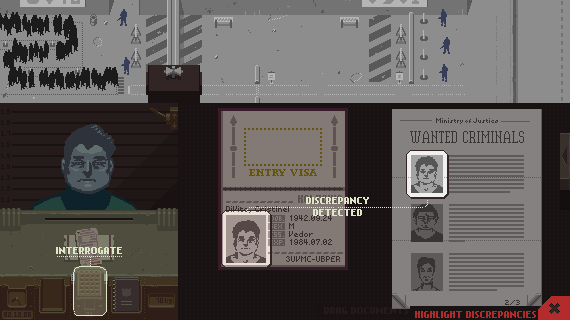 Ministry of Justice
WANTED CRIMINALS
ENTRY VISA
DISCREPANCY
DETECTED
1942.09.24
M
Vedor
1984.07.02
3UVMC-UBPER
INTERROGATE
2/3
HIGHLIGHT DISCREPANCIES